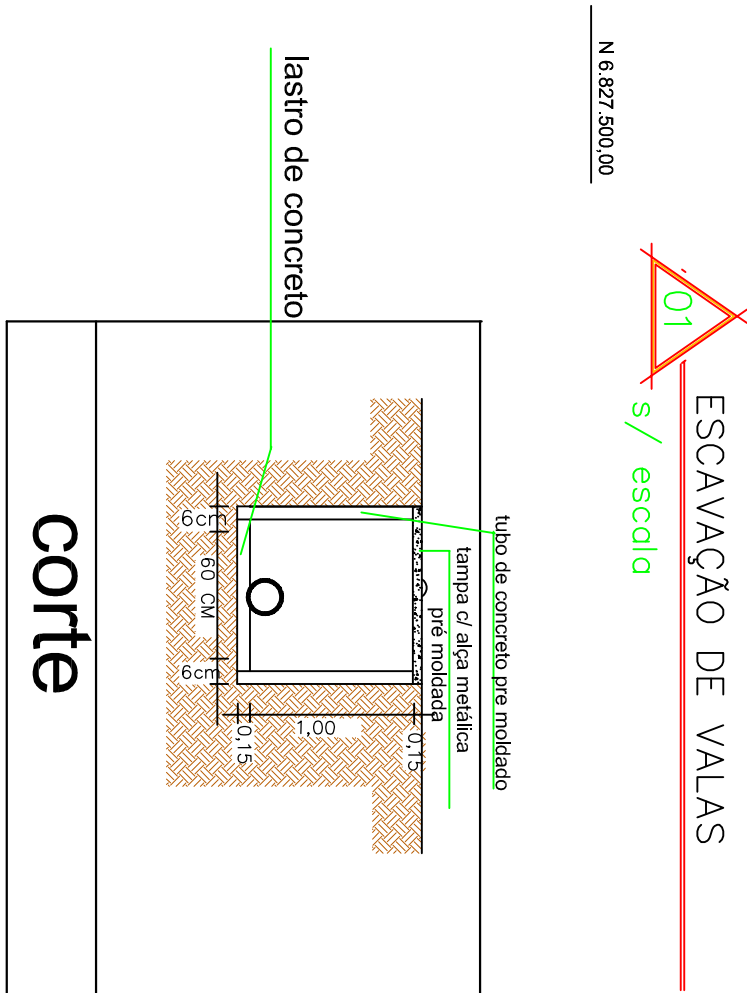 N 6.827.500,00
01
ESCAVAÇÃO DE VALAS
s/ escala
tubo de concreto pre moldado
tampa c/ alça metálica
pré moldada
lastro de concreto
0,15
1,00
0,15
6cm
60 CM
6cm
corte